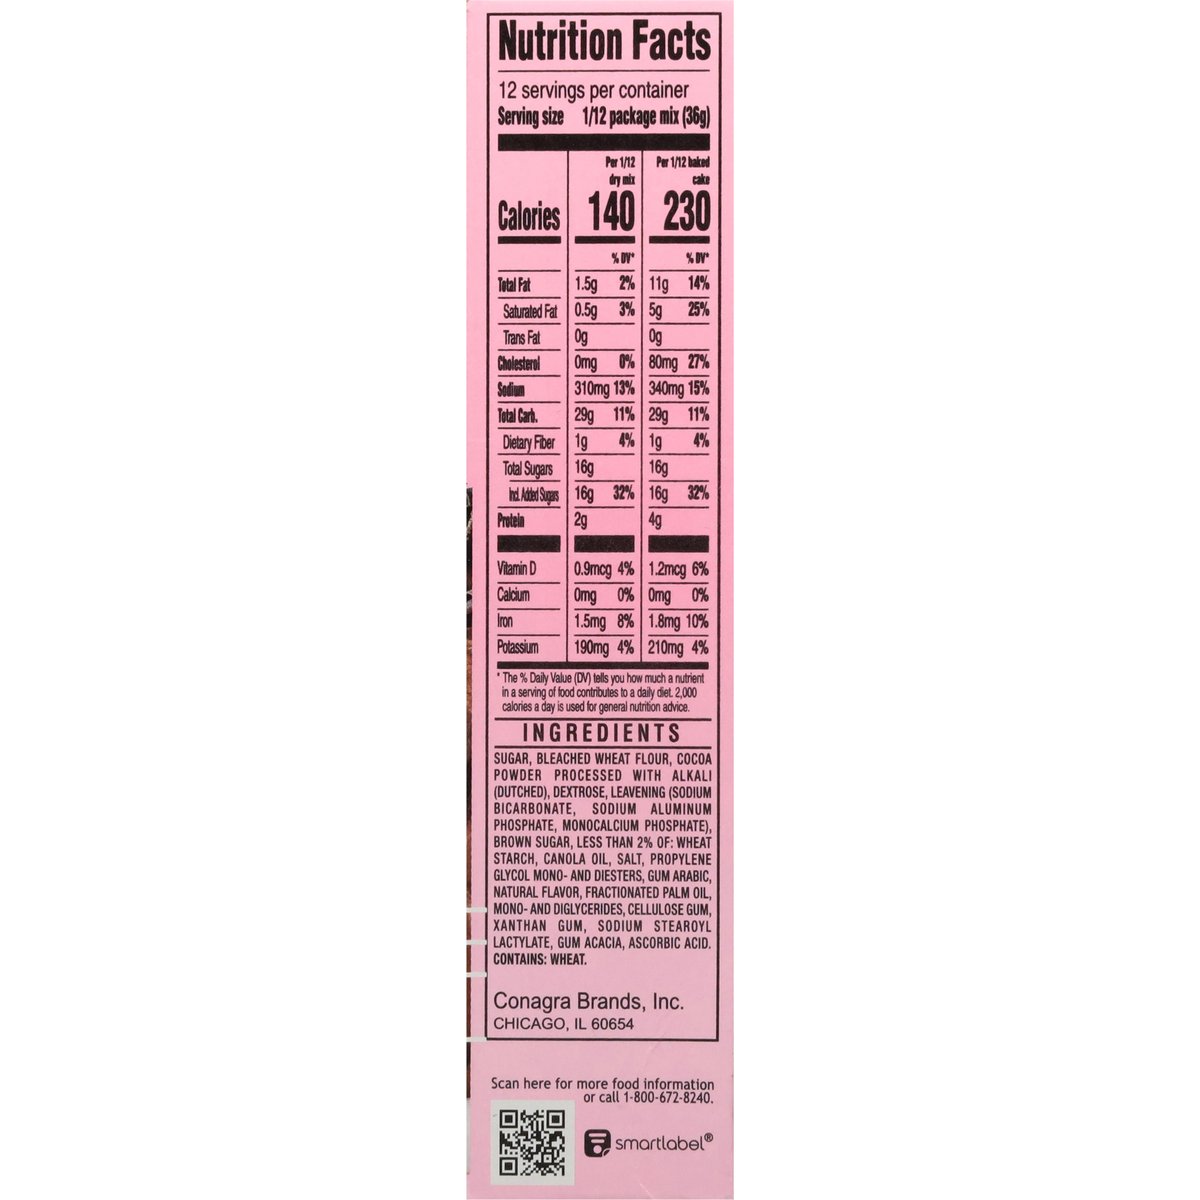 Nutrition Facts
12 servings per container
Serving size 1/12 package mix (36g)
Per 1/12 dry mix Per 1/12 baked cake
Calories 140 230
% DV* % DV*
Total Fat 1.5g 2% 11g 14%
Saturated Fat 0.5g 3% 5g 25%
Trans Fat 0g 0g
Cholesterol 0mg 0% 80mg 27%
Sodium 310mg 13% 340mg 15%
Total Carb. 29g 11% 29g 11%
Dietary Fiber 1g 4% 1g 4%
Total Sugars 16g 16g
Incl. Added Sugars 16g 32% 16g 32%
Protein 2g 4g
Vitamin D 0.9mcg 4% 1.2mcg 6%
Calcium 0mg 0% 0mg 0%
Iron 1.5mg 8% 1.8mg 10%
Potassium 190mg 4% 210mg 4%
* The % Daily Value (DV) tells you how much a nutrient
in a serving of food contributes to a daily diet. 2,000
calories a day is used for general nutrition advice.
INGREDIENTS
SUGAR, BLEACHED WHEAT FLOUR, COCOA
POWDER PROCESSED WITH ALKALI
(DUTCHED), DEXTROSE, LEAVENING (SODIUM
BICARBONATE, SODIUM ALUMINUM
PHOSPHATE, MONOCALCIUM PHOSPHATE),
BROWN SUGAR, LESS THAN 2% OF: WHEAT
STARCH, CANOLA OIL, SALT, PROPYLENE
GLYCOL MONO- AND DIESTERS, GUM ARABIC,
NATURAL FLAVOR, FRACTIONATED PALM OIL,
MONO- AND DIGLYCERIDES, CELLULOSE GUM,
XANTHAN GUM, SODIUM STEAROYL
LACTYLATE, GUM ACACIA, ASCORBIC ACID.
CONTAINS: WHEAT.
Conagra Brands, Inc.
CHICAGO, IL 60654
Scan here for more food information
or call 1-800-672-8240.
smartlabel®